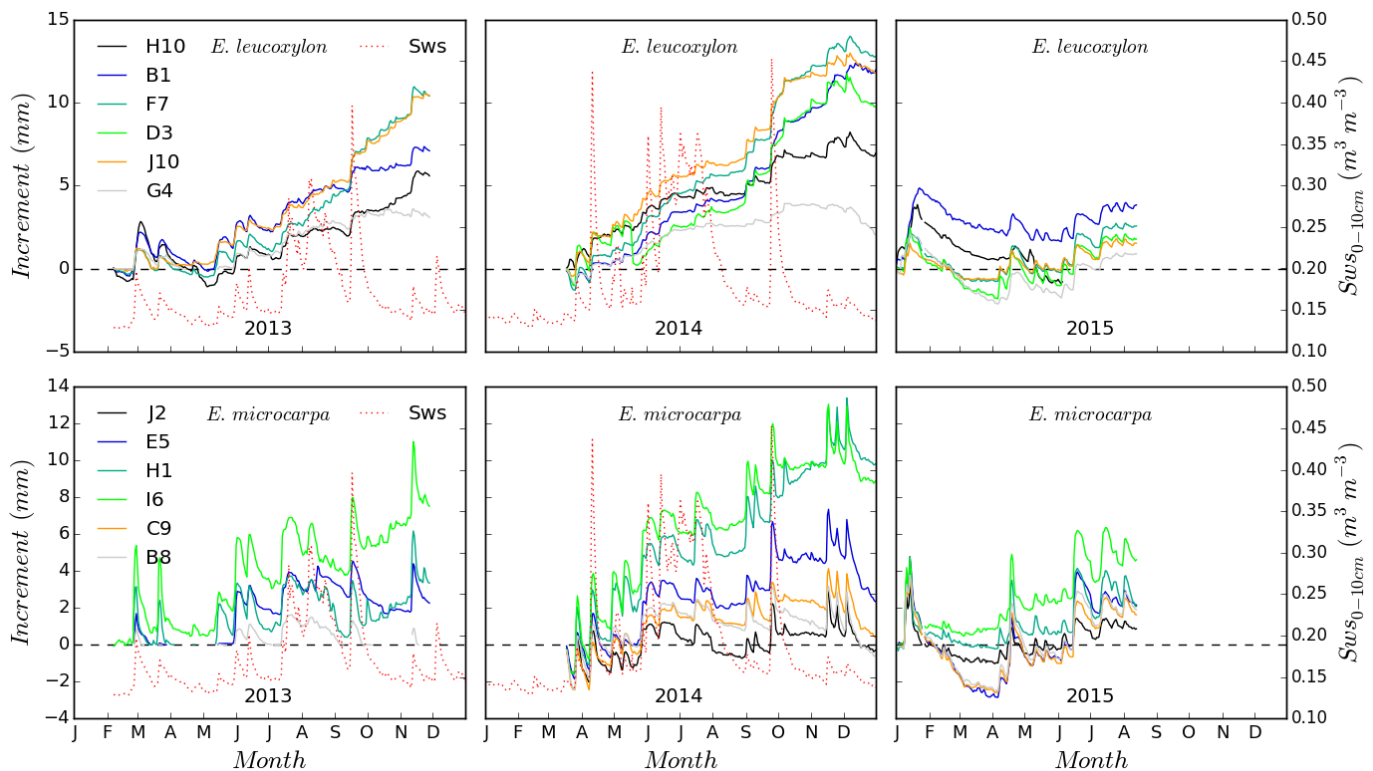 15
10
5
0
−5
Increment (mm)
H10
B1
F7
D3
J10
G4
E. leucoxylon
Sws
2013
E. leucoxylon
2014
E. leucoxylon
2015
0.50
0.45
0.40
0.35
0.30
0.25
0.20
0.15
0.10
Sws0−10cm (m3 m−3)
14
12
10
8
6
4
2
0
−2
−4
Increment (mm)
J2
E5
H1
I6
C9
B8
E. microcarpa
Sws
2013
E. microcarpa
2014
E. microcarpa
2015
0.50
0.45
0.40
0.35
0.30
0.25
0.20
0.15
0.10
Sws0−10cm (m3 m−3)
J F M A M J J A S O N D
J F M A M J J A S O N D
J F M A M J J A S O N D
Month
Month
Month